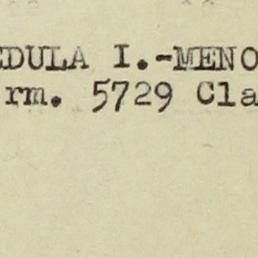 EDULA I.-MENO
rm. 5729 Cla